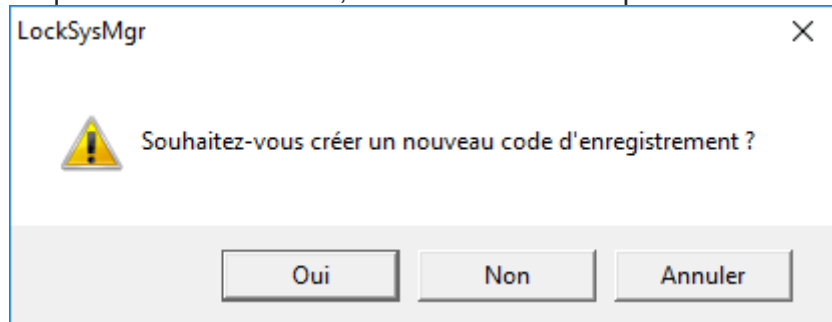 LockSysMgr
Souhaitez-vous créer un nouveau code d'enregistrement ?
Oui Non Annuler